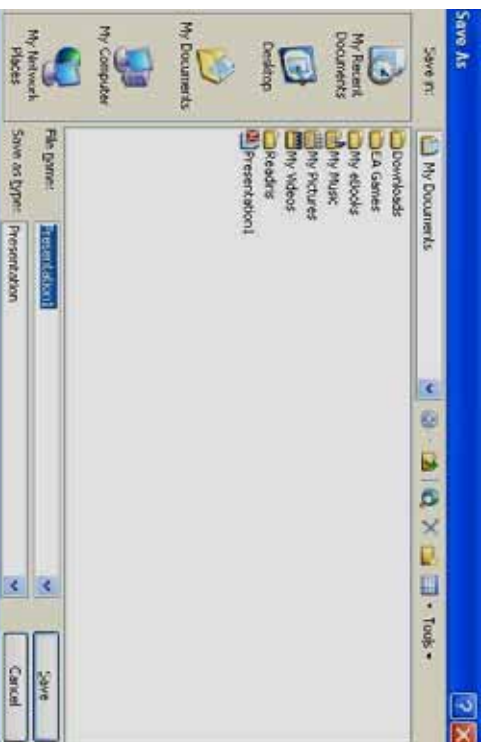 Save As
Save in:
My Documents
Tools
My Recent
Documents
Desktop
My Documents
My Computer
My Network
Places
Downloads
EA Games
My eBooks
My Music
My Pictures
My Videos
Readiris
Presentation1
File name:
Presentation1
Save
Save as type:
Presentation
Cancel